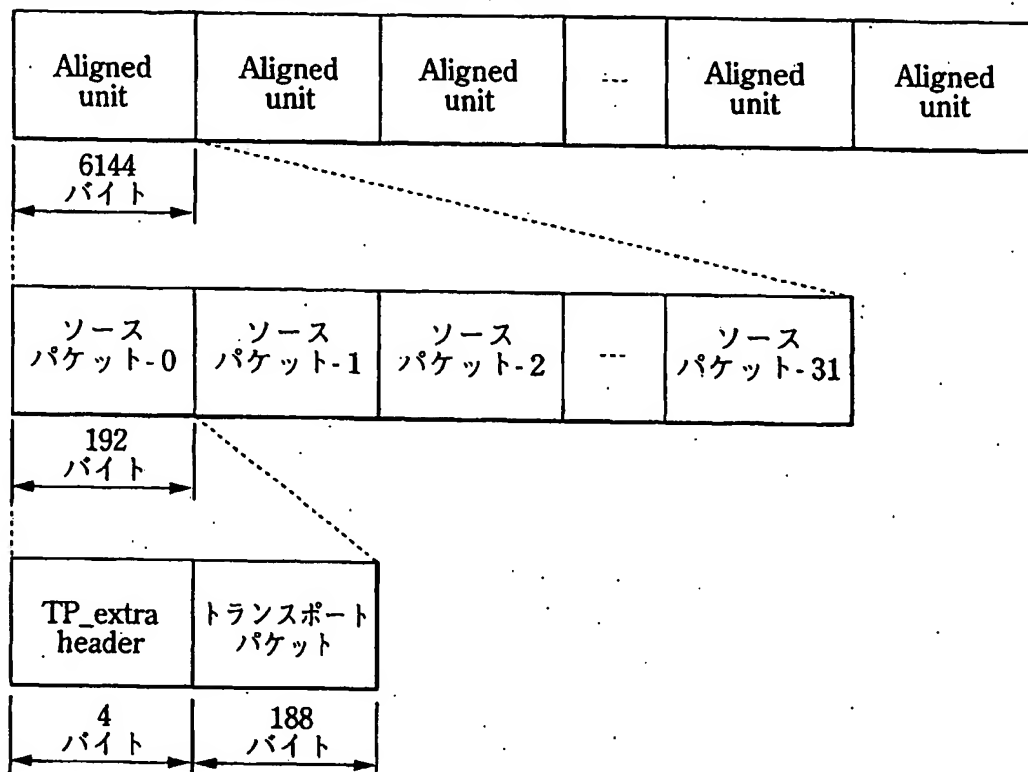 Aligned
unit
Aligned
unit
Aligned
unit
---
Aligned
unit
Aligned
unit
6144
バイト
ソース
パケット-0
ソース
パケット-1
ソース
パケット-2
---
ソース
パケット-31
192
バイト
TP_extra
header
トランスポート
パケット
4
バイト
188
バイト